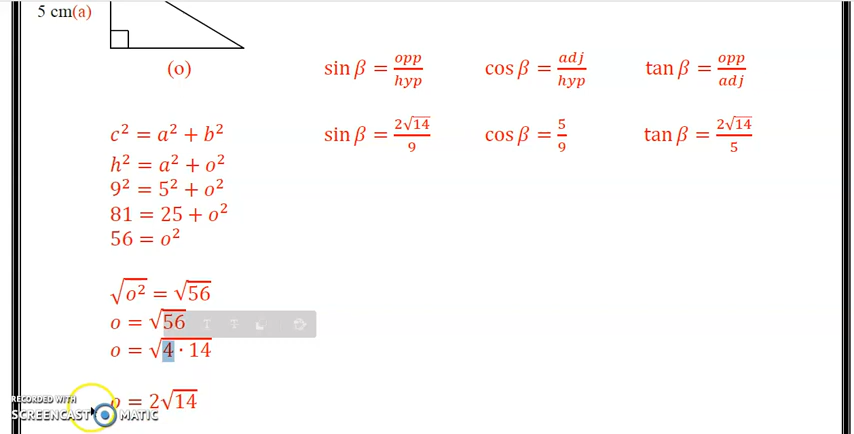 5 cm(a)
(o)
sin β = opp/hyp cos β = adj/hyp tan β = opp/adj
sin β = 2√14/9 cos β = 5/9 tan β = 2√14/5
c² = a² + b²
h² = a² + o²
9² = 5² + o²
81 = 25 + o²
56 = o²
√o² = √56
o = √56
o = √4 · 14
o = 2√14
RECORDED WITH
SCREENCAST MATIC